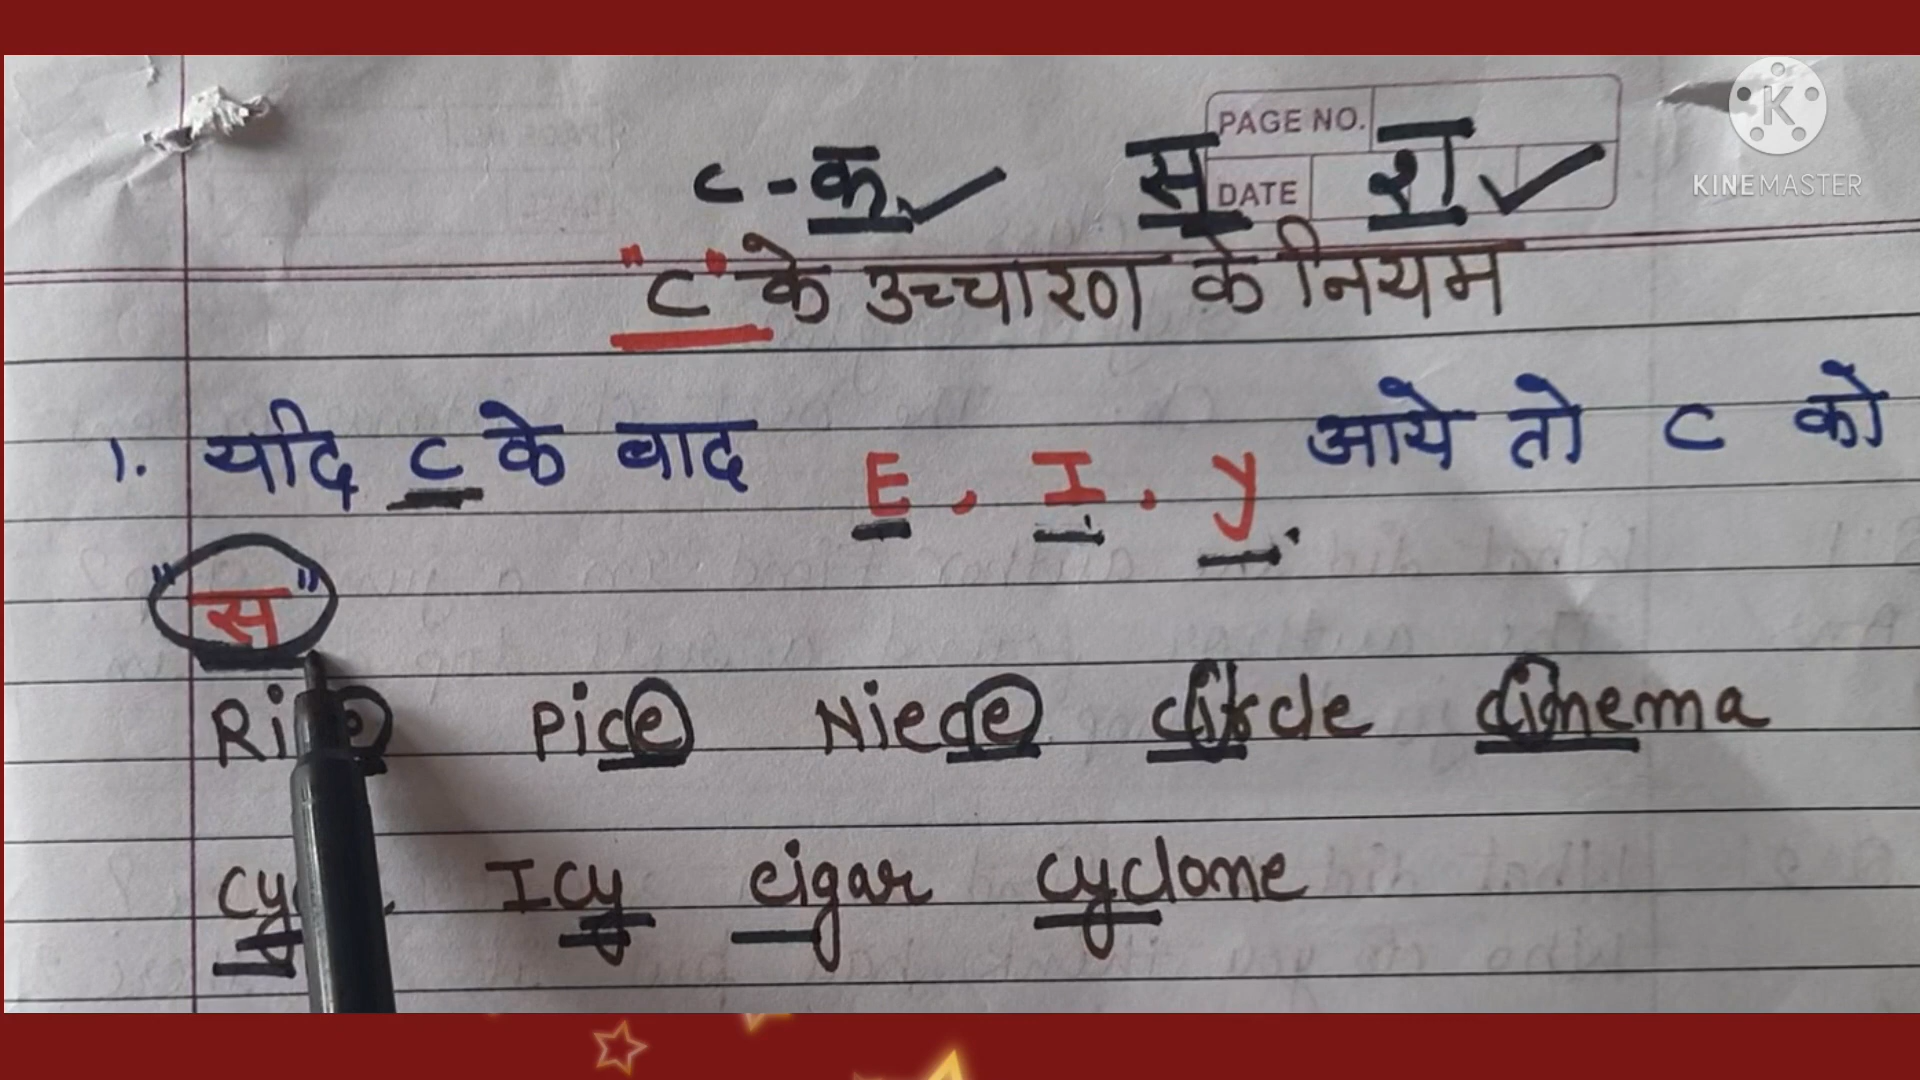 PAGE NO.
C - क स DATE श
KINEMASTER
"C" के उच्चारण के नियम
1. यदि C के बाद E, I, Y आये तो C को
"स"
Pice Niece circle cinema
Icy cigar cyclone